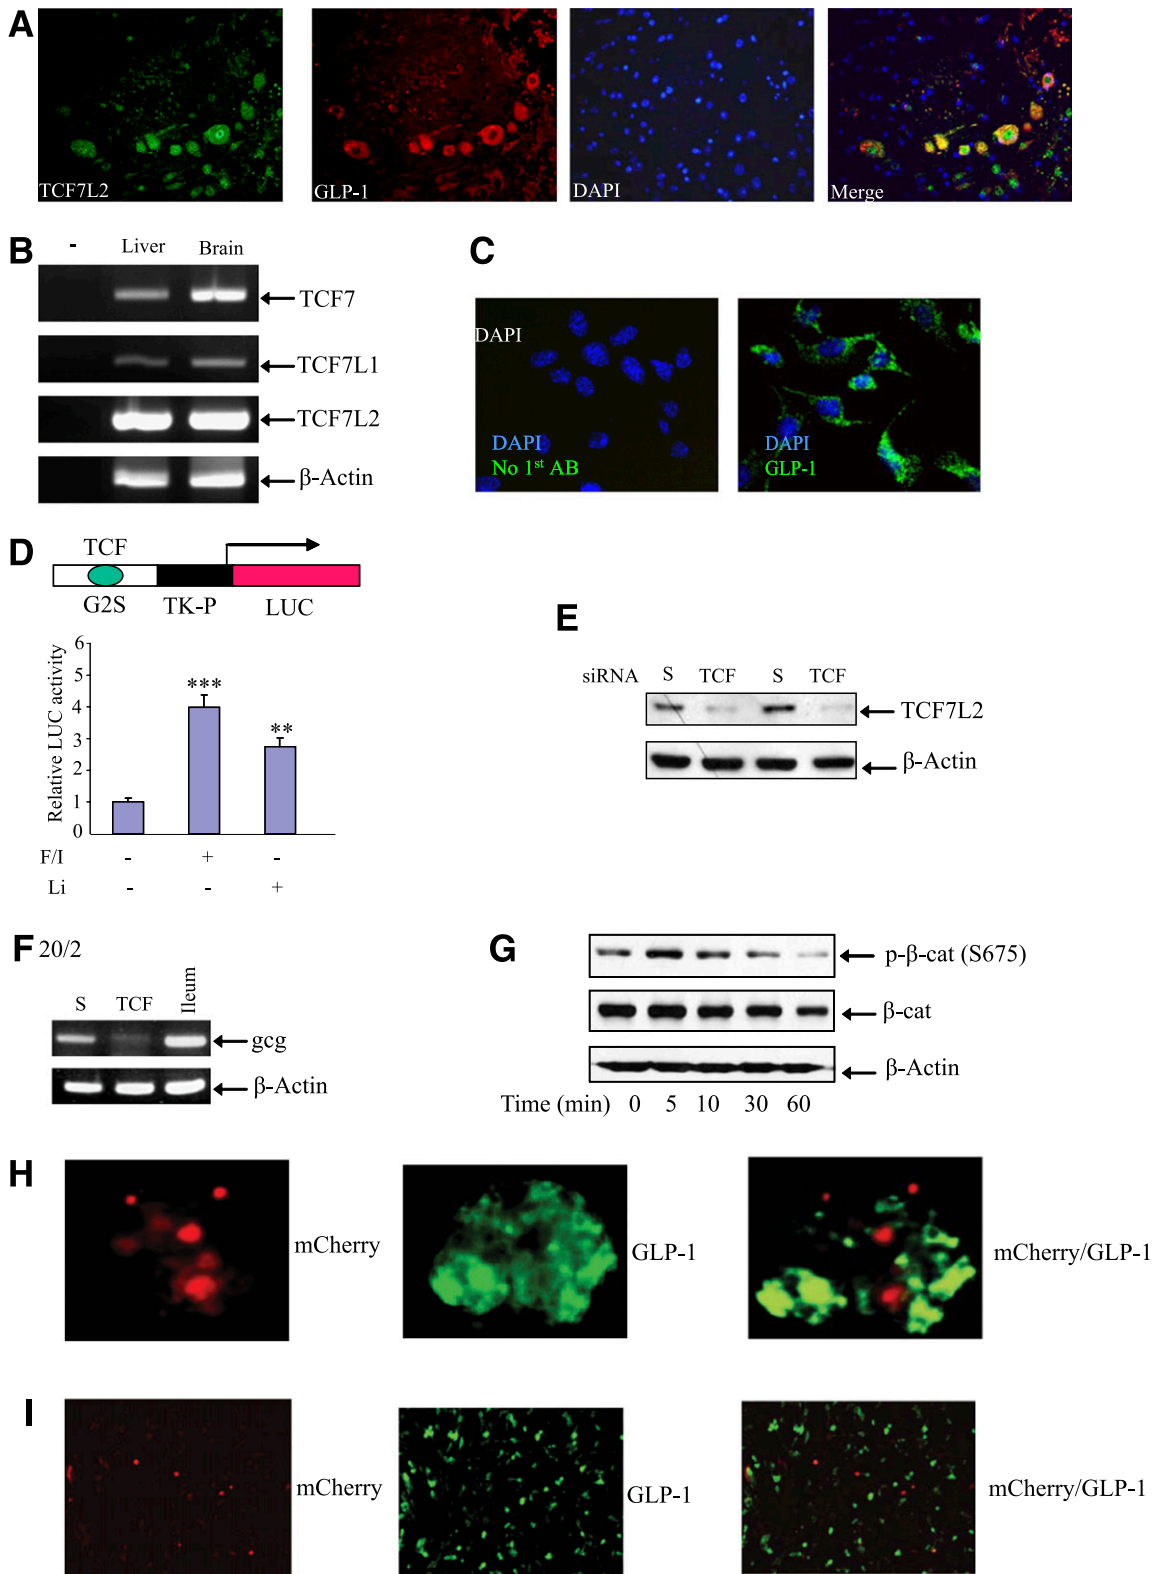 A
TCF7L2
GLP-1
DAPI
Merge
B
- Liver Brain
TCF7
TCF7L1
TCF7L2
β-Actin
C
DAPI
DAPI
No 1st AB
DAPI
GLP-1
D
TCF
G2S TK-P LUC
Relative LUC activity
6
5
4
3
2
1
0
***
**
F/I - + -
Li - - +
E
siRNA S TCF S TCF
TCF7L2
β-Actin
F 20/2
S TCF Ileum
gcg
β-Actin
G
p-β-cat (S675)
β-cat
β-Actin
Time (min) 0 5 10 30 60
H
mCherry
GLP-1
mCherry/GLP-1
I
mCherry
GLP-1
mCherry/GLP-1